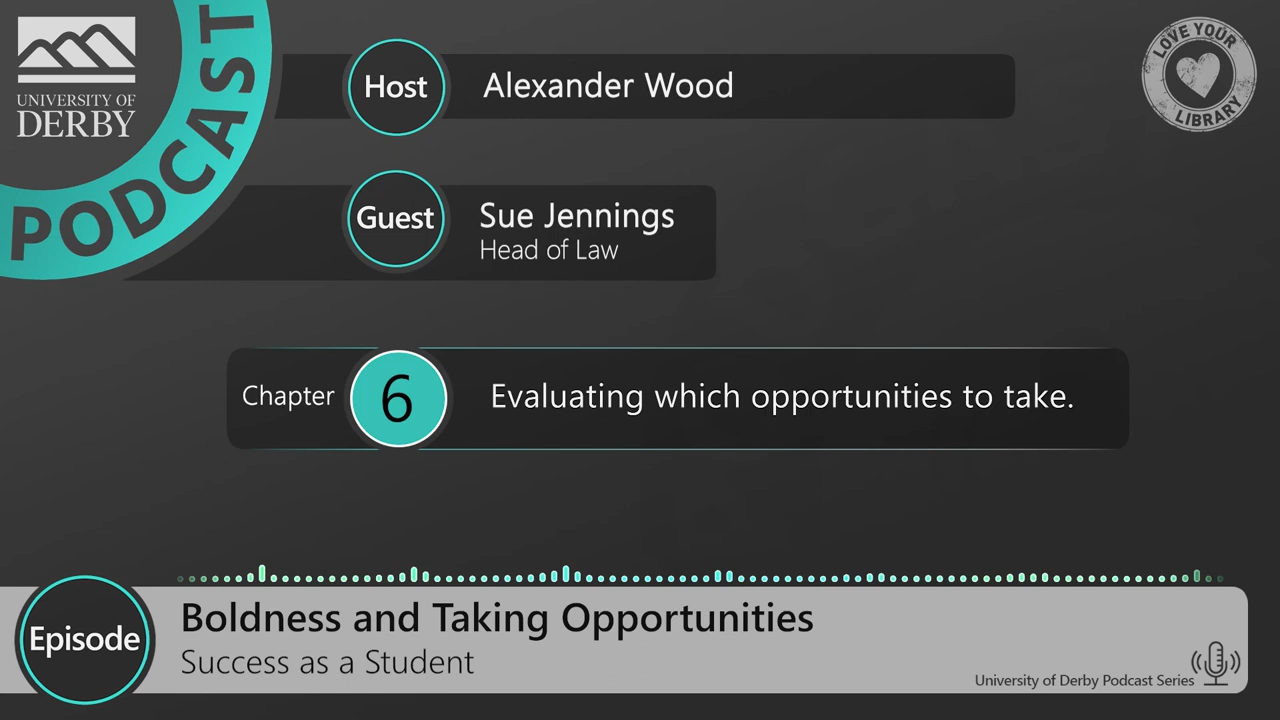 UNIVERSITY OF
DERBY
PODCAST
Host
Alexander Wood
LOVE YOUR
LIBRARY
Guest
Sue Jennings
Head of Law
Chapter
6
Evaluating which opportunities to take.
Episode
Boldness and Taking Opportunities
Success as a Student
University of Derby Podcast Series